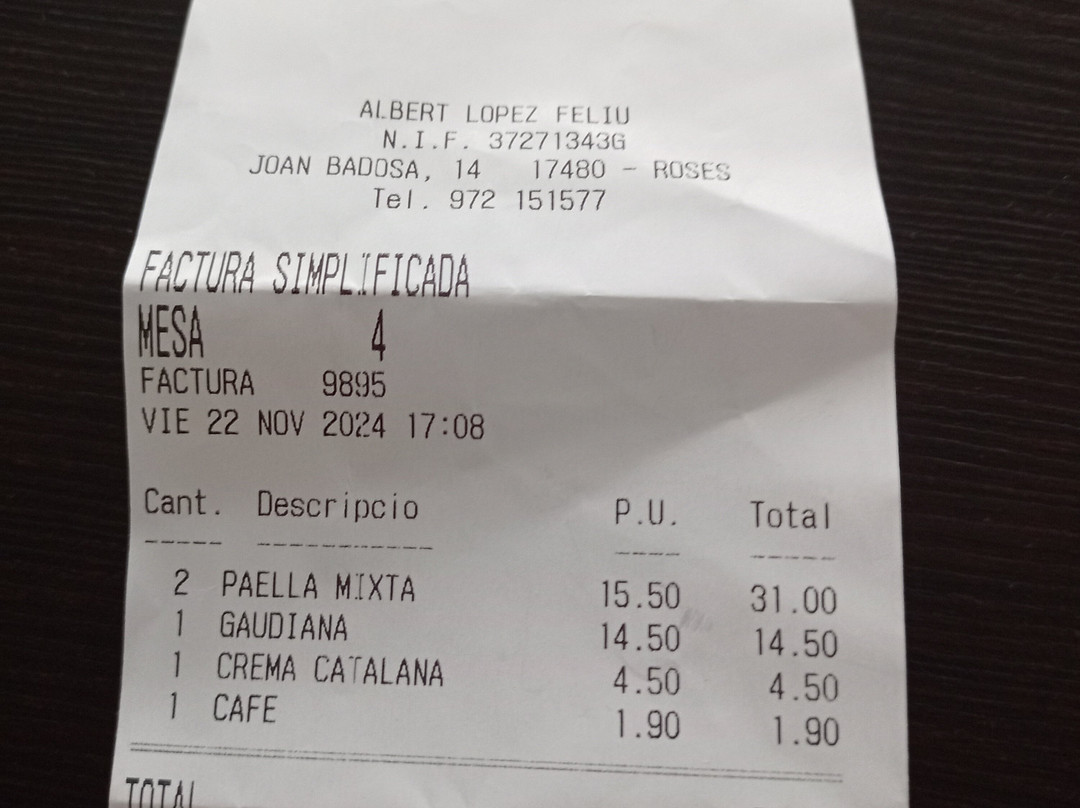 ALBERT LOPEZ FELIU
N.I.F. 37271343G
JOAN BADOSA, 14 17480 - ROSES
Tel. 972 151577
FACTURA SIMPLIFICADA
MESA 4
FACTURA 9895
VIE 22 NOV 2024 17:08
Cant. Descripcio P.U. Total
----- ----------- ---- ------
2 PAELLA MIXTA 15.50 31.00
1 GAUDIANA 14.50 14.50
1 CREMA CATALANA 4.50 4.50
1 CAFE 1.90 1.90
TOTAL